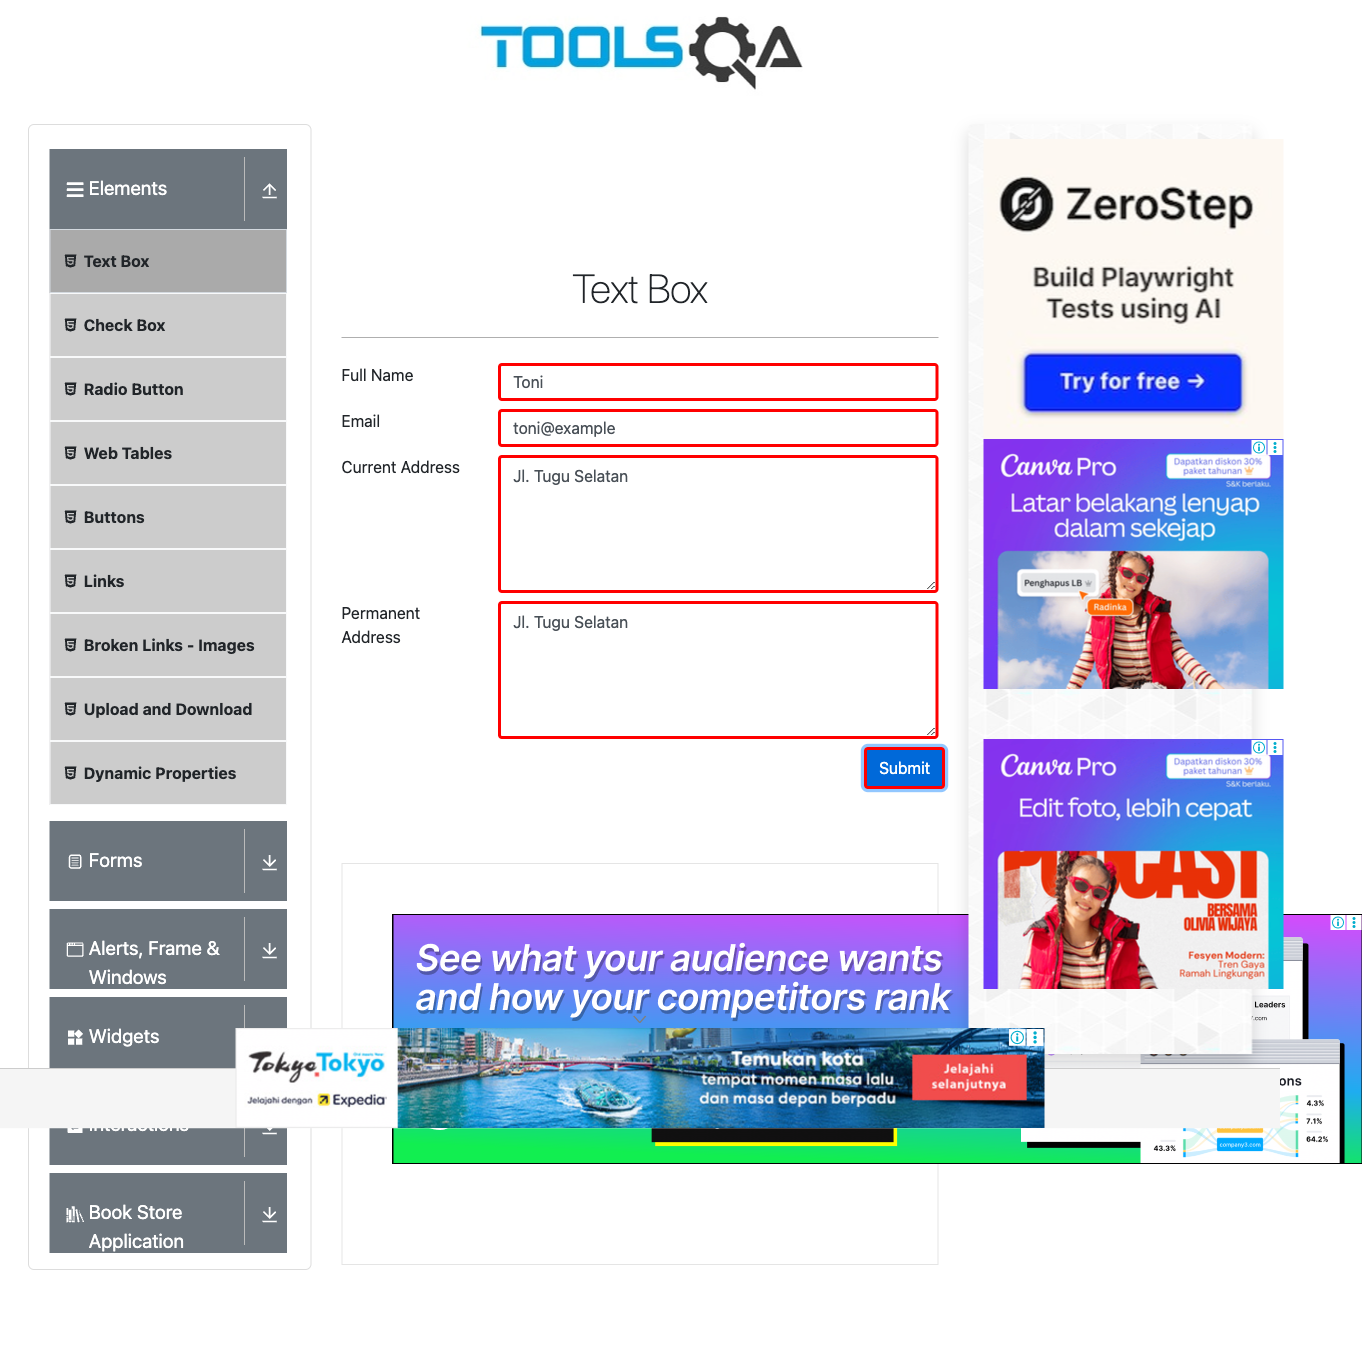 TOOLSQA
Elements
Text Box
Check Box
Radio Button
Web Tables
Buttons
Links
Broken Links - Images
Upload and Download
Dynamic Properties
Forms
Alerts, Frame &
Windows
Widgets
Interactions
Book Store
Application
Text Box
Full Name
Toni
Email
toni@example
Current Address
Jl. Tugu Selatan
Permanent
Address
Jl. Tugu Selatan
Submit
ZeroStep
Build Playwright
Tests using AI
Try for free →
Canva Pro
Dapatkan diskon 30%
paket tahunan
S&K berlaku.
Latar belakang lenyap
dalam sekejap
Penghapus LB
Radinka
Canva Pro
Dapatkan diskon 30%
paket tahunan
S&K berlaku.
Edit foto, lebih cepat
PODCAST
BERSAMA
OLIVIA WIJAYA
Fesyen Modern:
Tren Gaya
Ramah Lingkungan
See what your audience wants
and how your competitors rank
Leaders
ons
4.3%
7.1%
64.2%
43.3%
company3.com
Tokyo Tokyo
Jelajahi dengan Expedia
Temukan kota
tempat momen masa lalu
dan masa depan berpadu
Jelajahi
selanjutnya